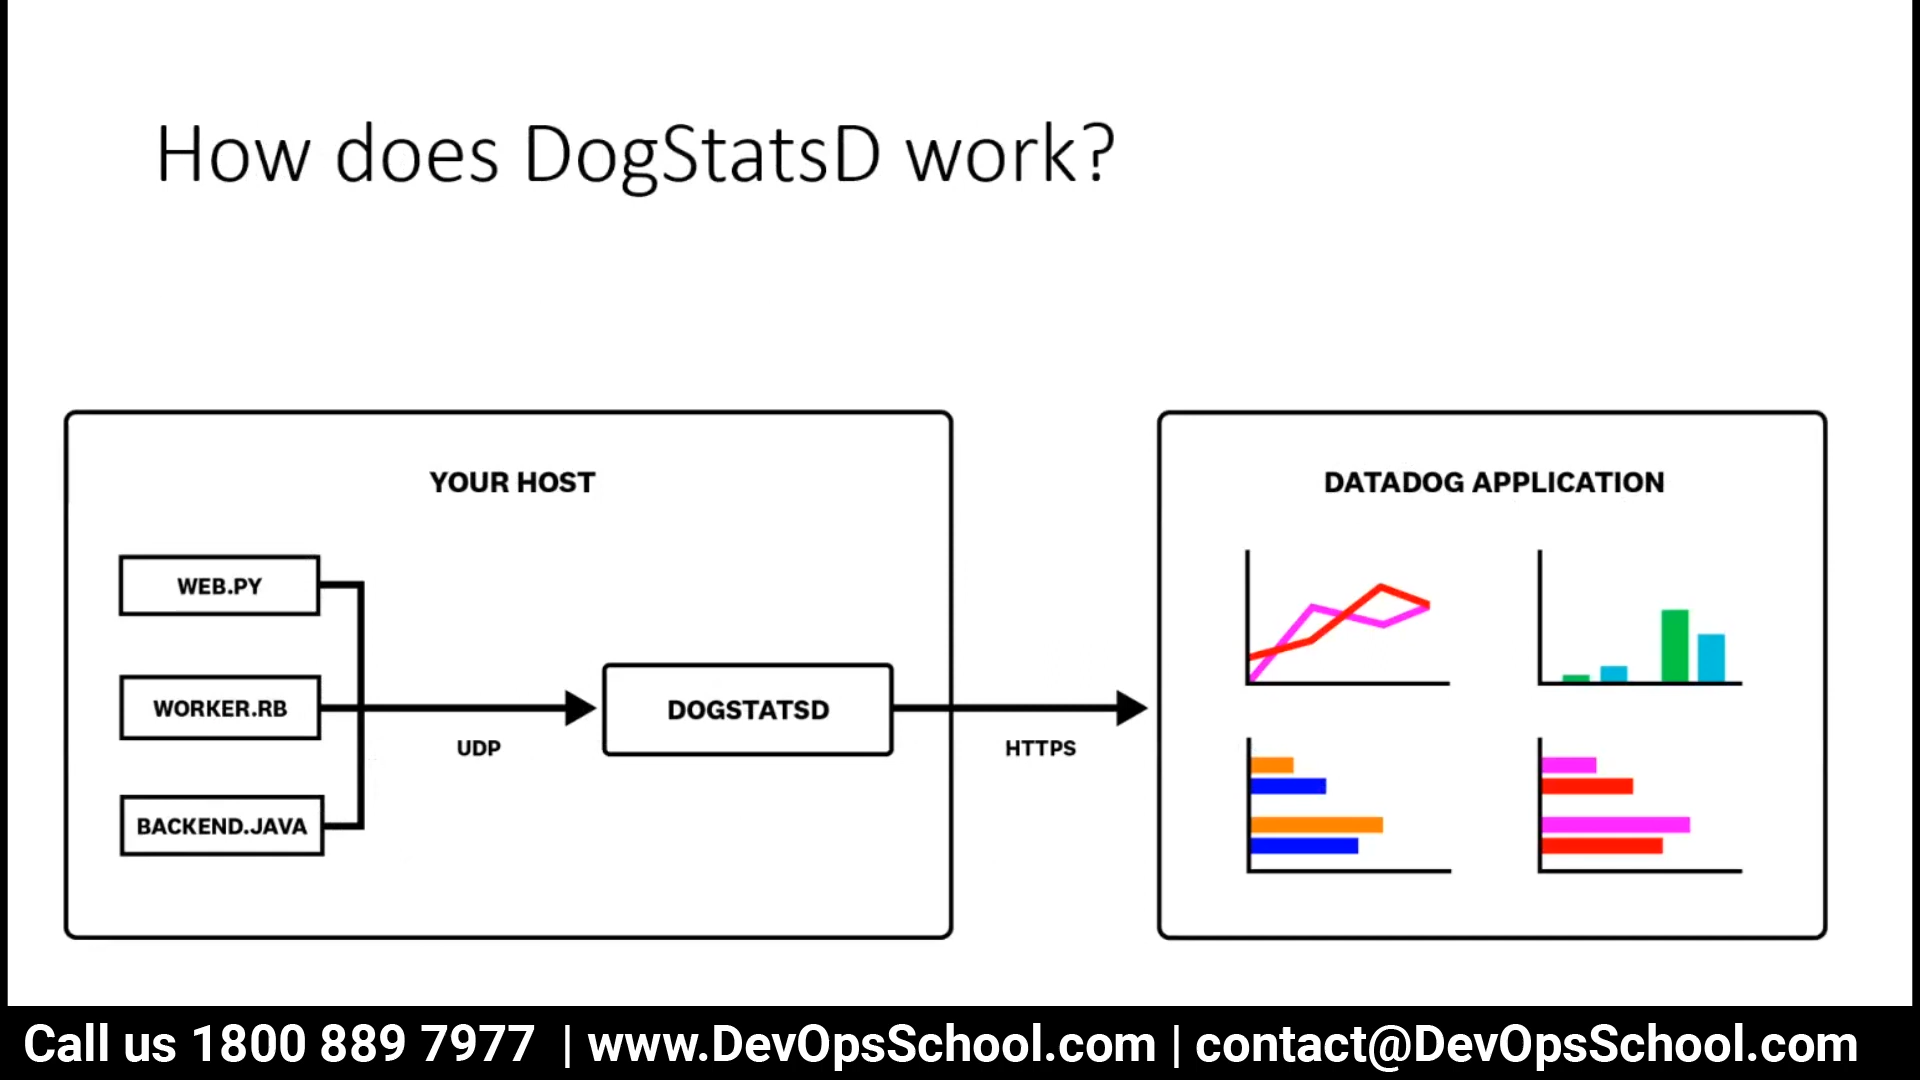 How does DogStatsD work?
YOUR HOST
WEB.PY
WORKER.RB
BACKEND.JAVA
UDP
DOGSTATSD
HTTPS
DATADOG APPLICATION
Call us 1800 889 7977 | www.DevOpsSchool.com | contact@DevOpsSchool.com